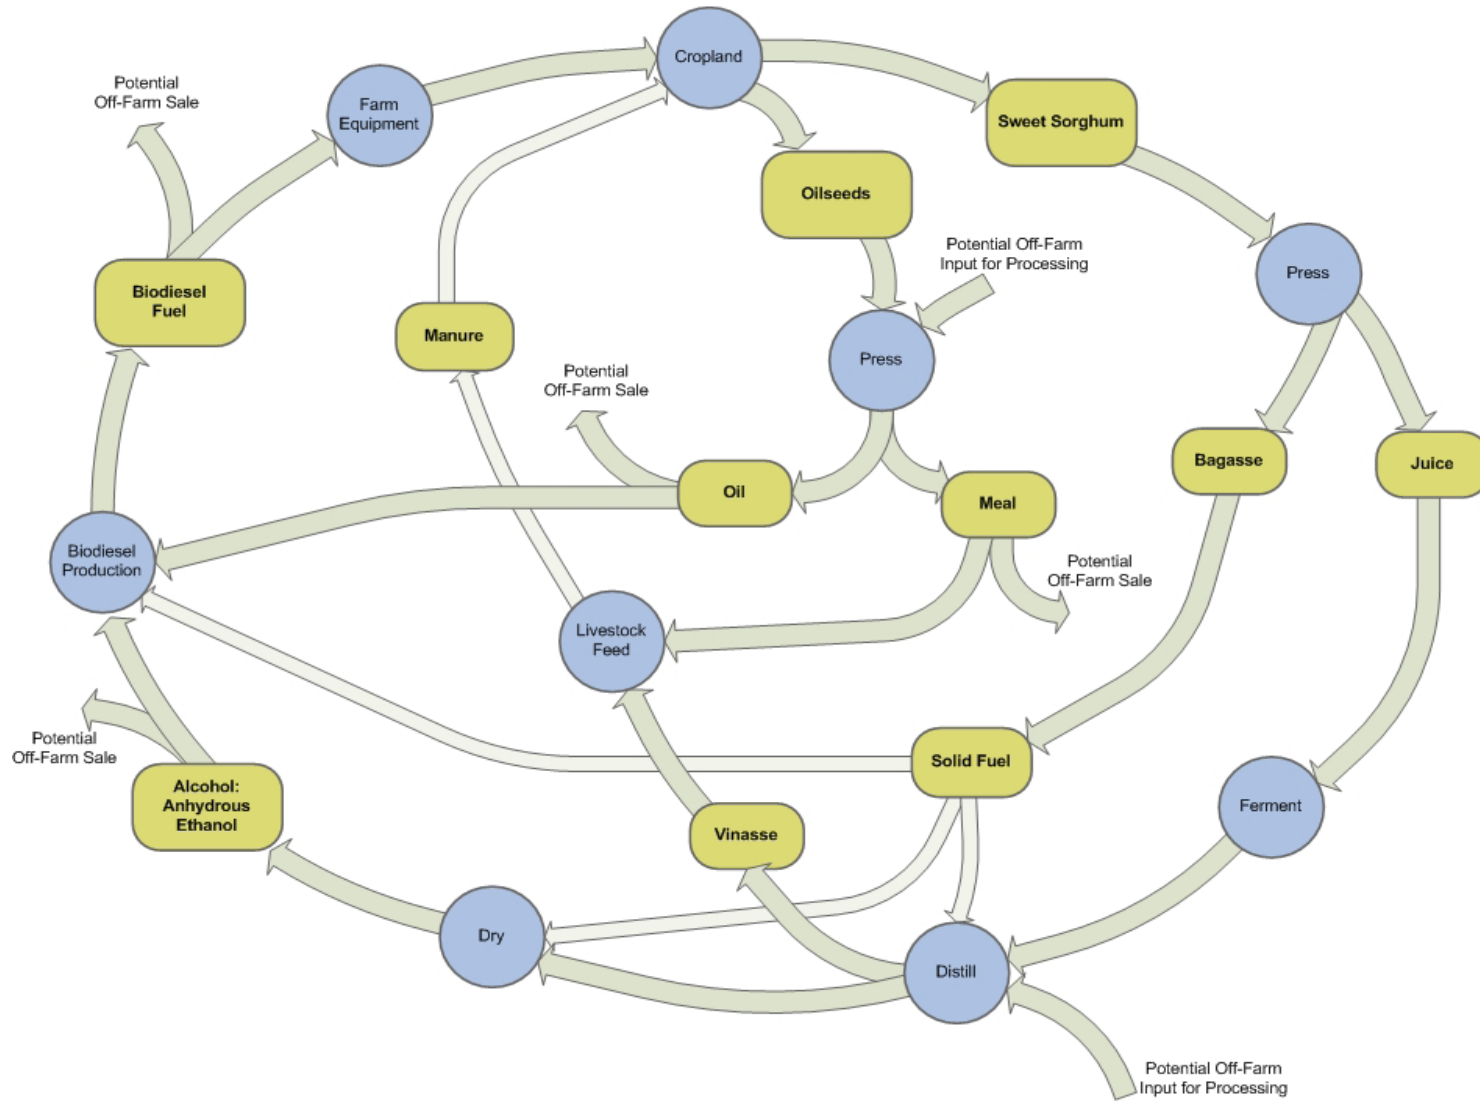 Cropland
Potential
Off-Farm Sale
Farm
Equipment
Sweet Sorghum
Oilseeds
Potential Off-Farm
Input for Processing
Press
Biodiesel
Fuel
Manure
Press
Potential
Off-Farm Sale
Bagasse
Juice
Oil
Meal
Biodiesel
Production
Potential
Off-Farm Sale
Livestock
Feed
Potential
Off-Farm Sale
Solid Fuel
Alcohol:
Anhydrous
Ethanol
Vinasse
Ferment
Dry
Distill
Potential Off-Farm
Input for Processing